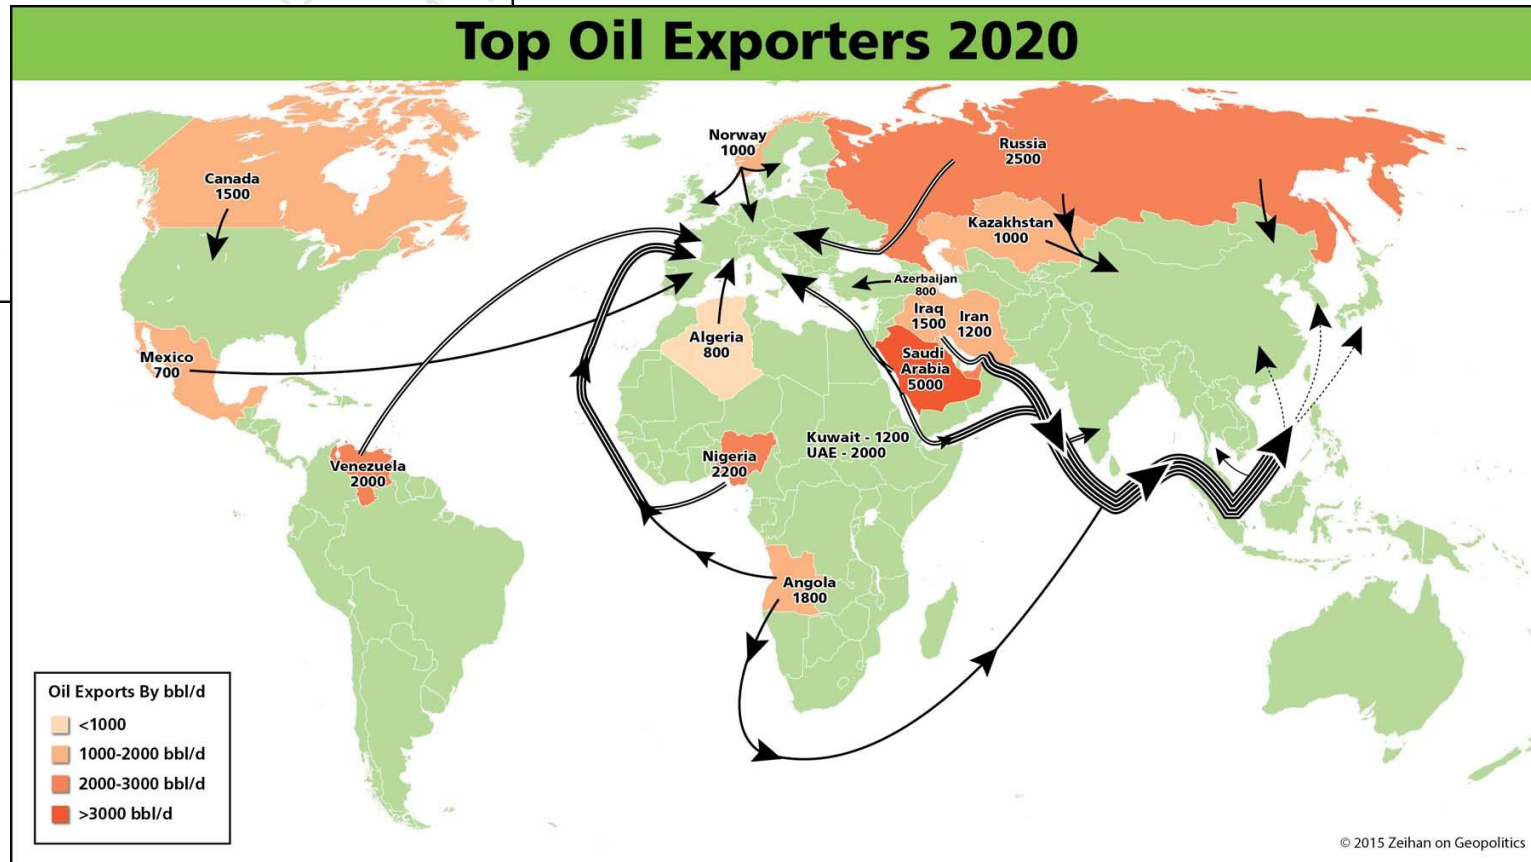 Top Oil Exporters 2020
Norway
1000
Russia
2500
Canada
1500
Kazakhstan
1000
Azerbaijan
800
Iraq
1500
Iran
1200
Algeria
800
Saudi
Arabia
5000
Mexico
700
Kuwait - 1200
UAE - 2000
Nigeria
2200
Venezuela
2000
Angola
1800
Oil Exports By bbl/d
<1000
1000-2000 bbl/d
2000-3000 bbl/d
>3000 bbl/d
© 2015 Zeihan on Geopolitics